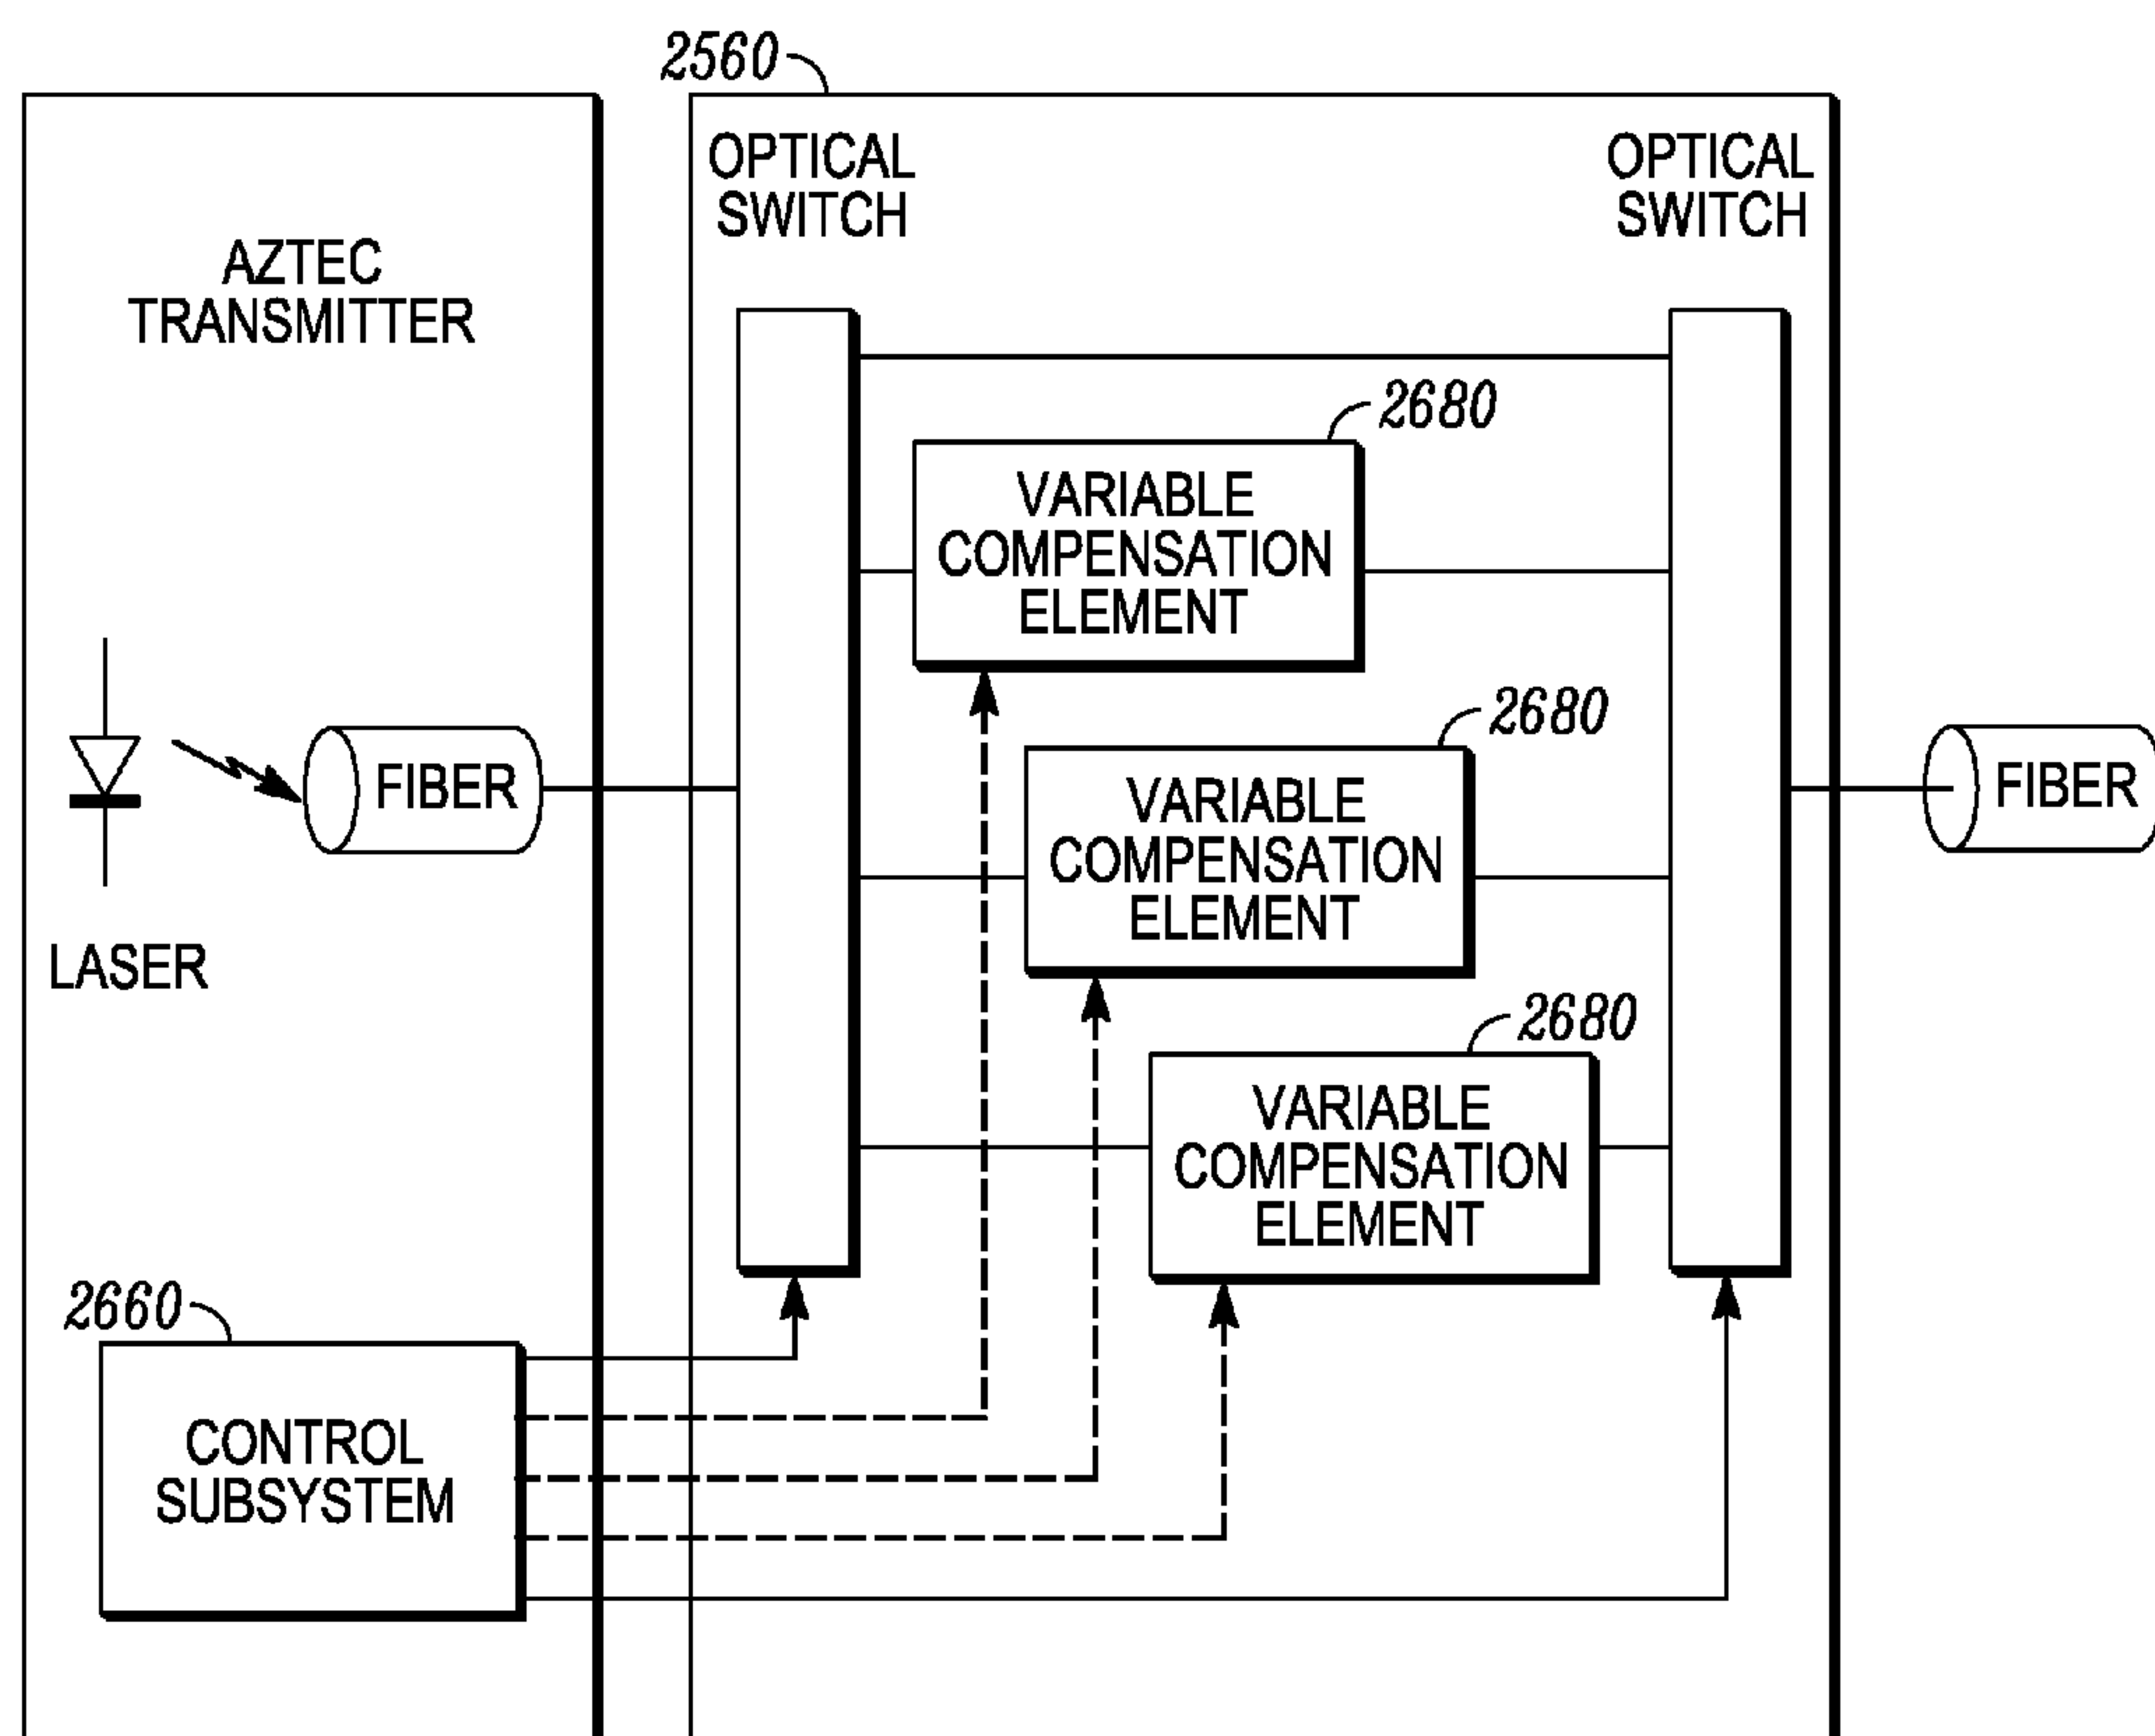 2560
OPTICAL
SWITCH
OPTICAL
SWITCH
AZTEC
TRANSMITTER
2680
VARIABLE
COMPENSATION
ELEMENT
2680
VARIABLE
COMPENSATION
ELEMENT
FIBER
FIBER
LASER
2680
VARIABLE
COMPENSATION
ELEMENT
2660
CONTROL
SUBSYSTEM